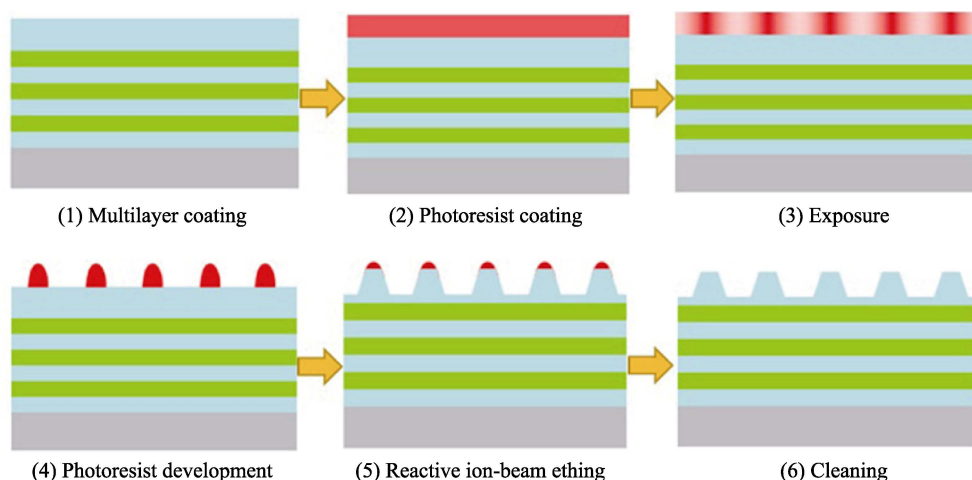 (1) Multilayer coating
(2) Photoresist coating
(3) Exposure
(4) Photoresist development
(5) Reactive ion-beam ething
(6) Cleaning